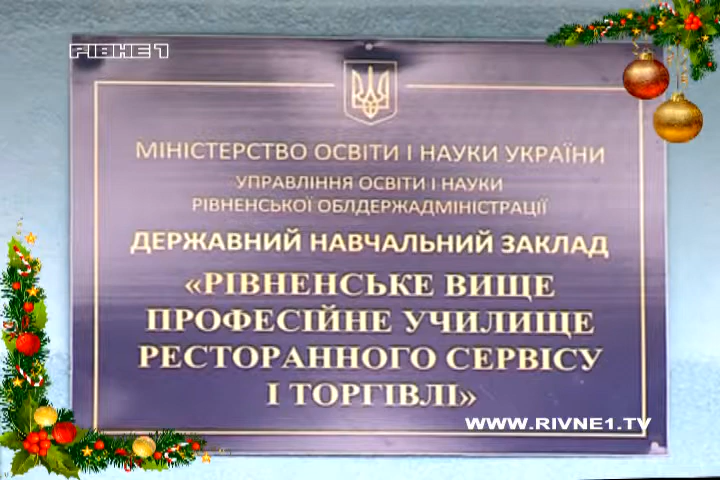 РІВНЕ 1
МІНІСТЕРСТВО ОСВІТИ І НАУКИ УКРАЇНИ
УПРАВЛІННЯ ОСВІТИ І НАУКИ
РІВНЕНСЬКОЇ ОБЛДЕРЖАДМІНІСТРАЦІЇ
ДЕРЖАВНИЙ НАВЧАЛЬНИЙ ЗАКЛАД
«РІВНЕНСЬКЕ ВИЩЕ
ПРОФЕСІЙНЕ УЧИЛИЩЕ
РЕСТОРАННОГО СЕРВІСУ
І ТОРГІВЛІ»
WWW.RIVNE1.TV